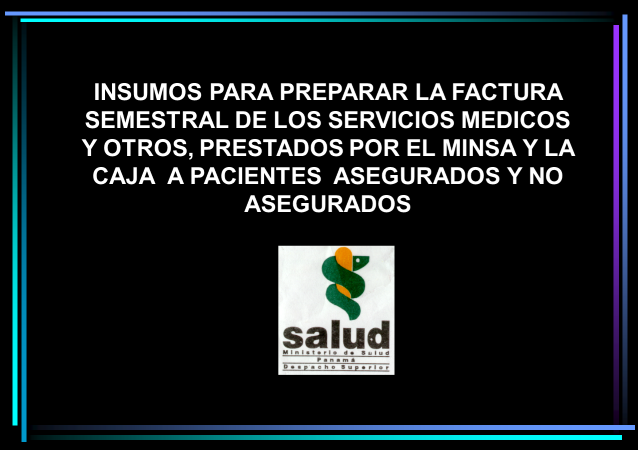 INSUMOS PARA PREPARAR LA FACTURA
SEMESTRAL DE LOS SERVICIOS MEDICOS
Y OTROS, PRESTADOS POR EL MINSA Y LA
CAJA A PACIENTES ASEGURADOS Y NO
ASEGURADOS
salud
Ministerio de Salud
Panamá
Despacho Superior